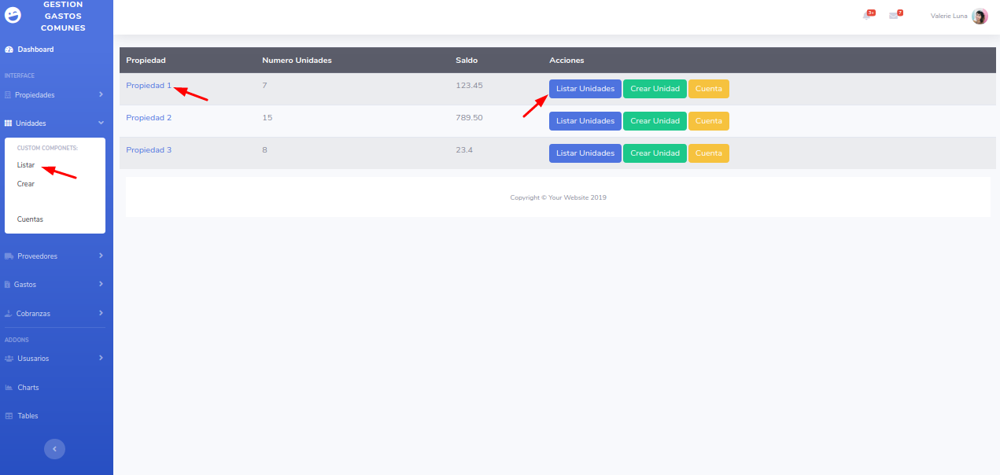 GESTION
GASTOS
COMUNES
3+
7
Valerie Luna
Dashboard
INTERFACE
Propiedades
Unidades
CUSTOM COMPONETS:
Listar
Crear
Cuentas
Proveedores
Gastos
Cobranzas
ADDONS
Ususarios
Charts
Tables
Propiedad Numero Unidades Saldo Acciones
Propiedad 1 7 123.45 Listar Unidades Crear Unidad Cuenta
Propiedad 2 15 789.50 Listar Unidades Crear Unidad Cuenta
Propiedad 3 8 23.4 Listar Unidades Crear Unidad Cuenta
Copyright © Your Website 2019